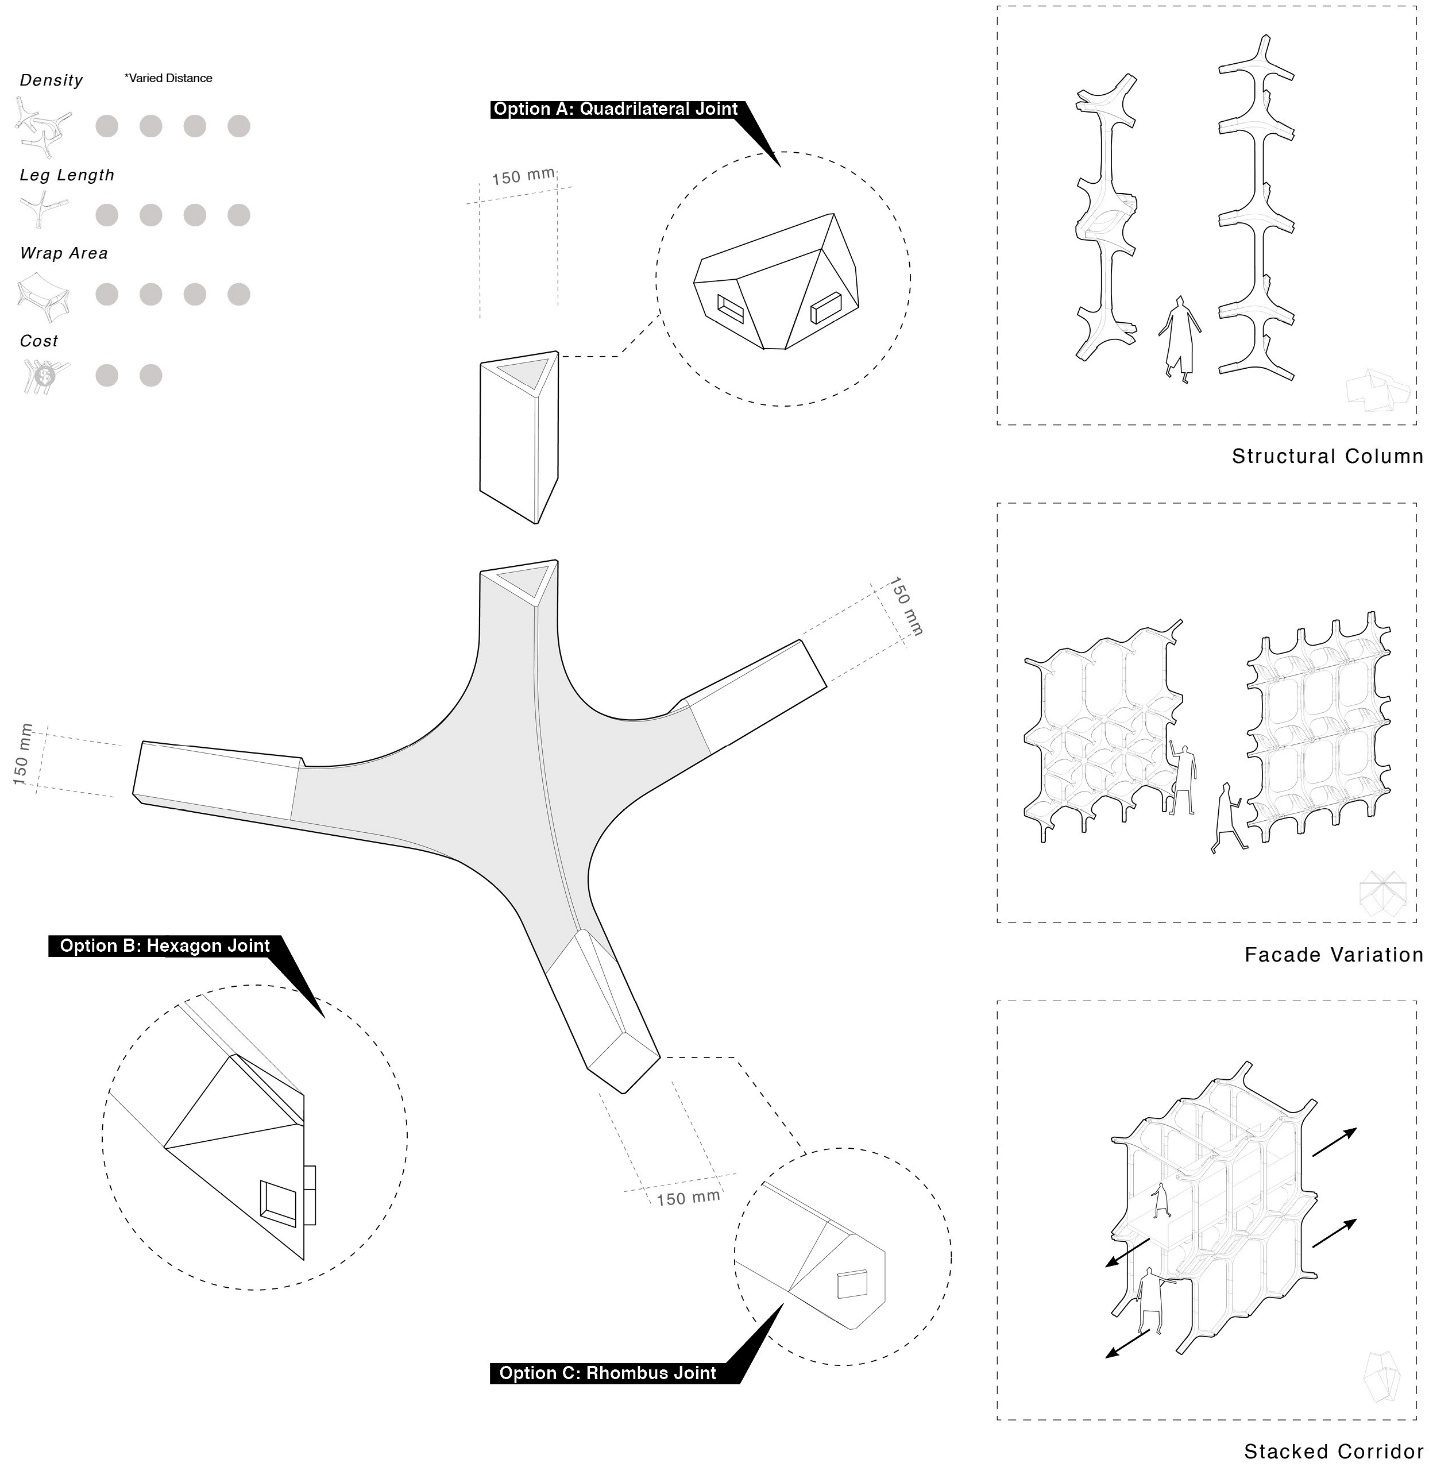 Density
*Varied Distance
Leg Length
Wrap Area
Cost
$
Option A: Quadrilateral Joint
150 mm
150 mm
150 mm
Option B: Hexagon Joint
150 mm
Option C: Rhombus Joint
Structural Column
Facade Variation
Stacked Corridor